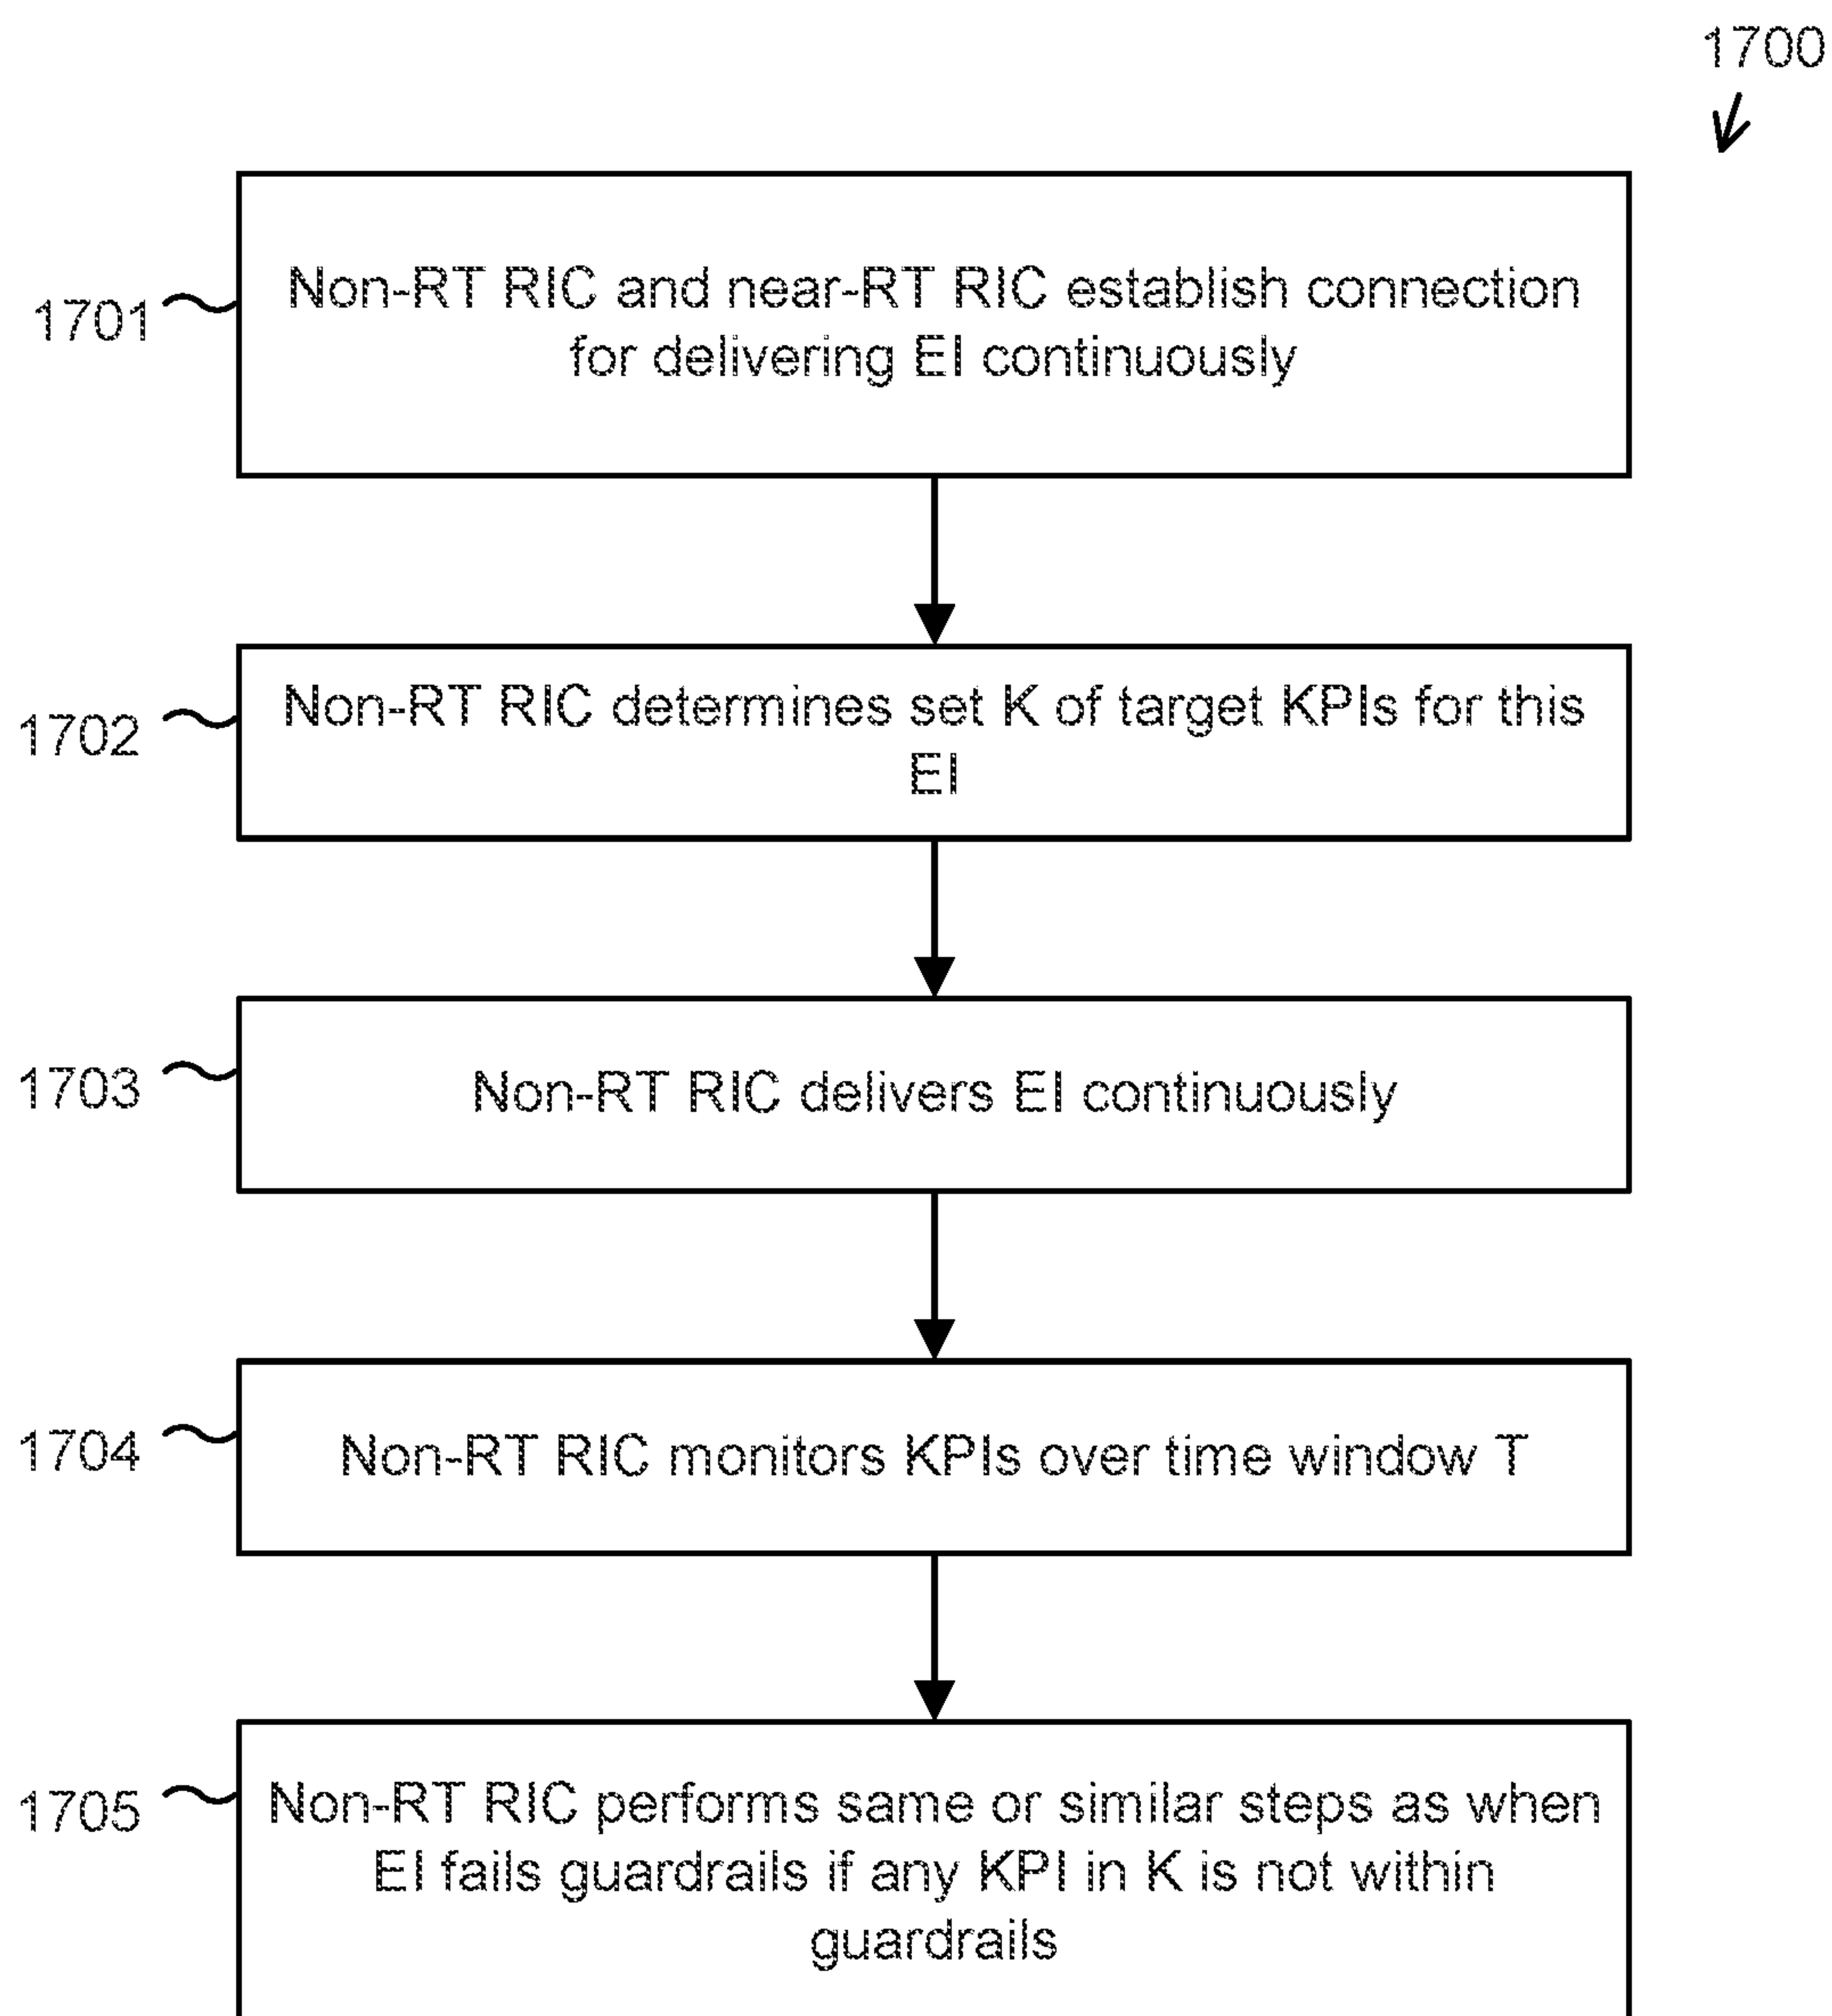 1700
1701
Non-RT RIC and near-RT RIC establish connection
for delivering EI continuously
1702
Non-RT RIC determines set K of target KPIs for this
EI
1703
Non-RT RIC delivers EI continuously
1704
Non-RT RIC monitors KPIs over time window T
1705
Non-RT RIC performs same or similar steps as when
EI fails guardrails if any KPI in K is not within
guardrails